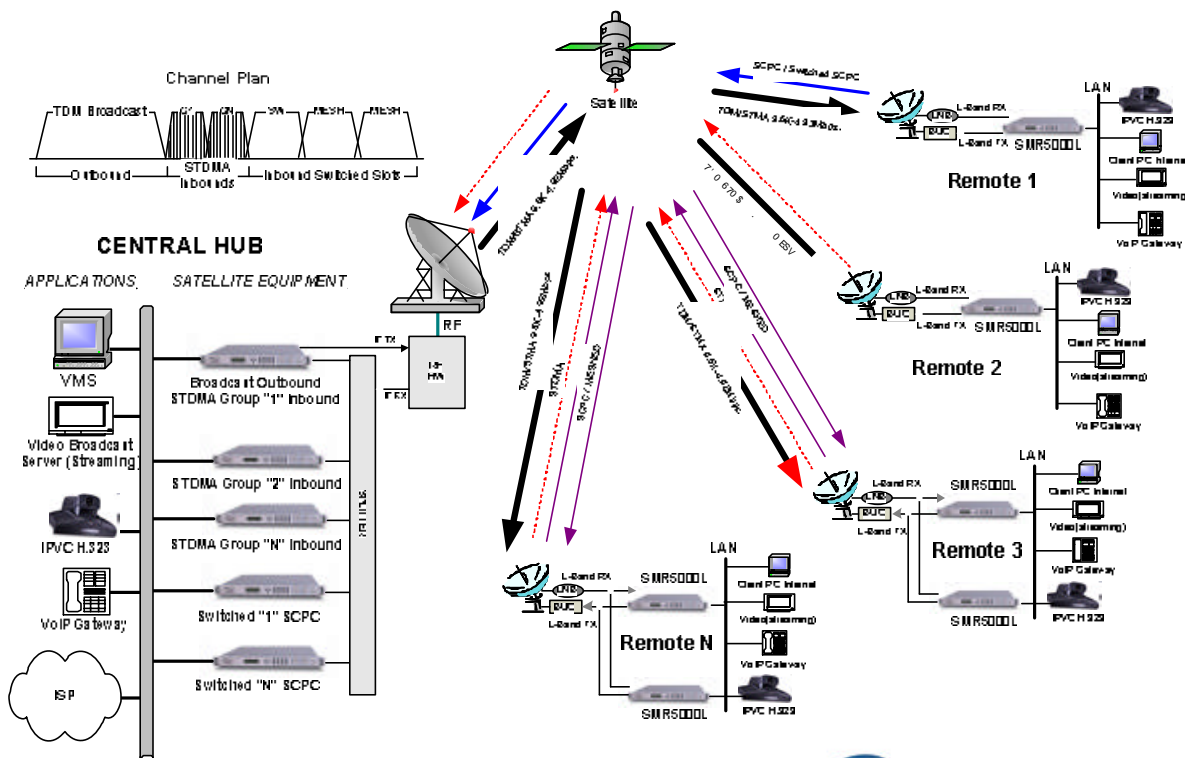 Channel Plan
TDM Broadcast
SW
MESH
MESH
Outbound
STDMA
Inbounds
Inbound Switched Slots
Satellite
CENTRAL HUB
APPLICATIONS
SATELLITE EQUIPMENT
VMS
Video Broadcast
Server (Streaming)
IPVC H.323
VoIP Gateway
ISP
Broadcast Outbound
STDMA Group "1" Inbound
STDMA Group "2" Inbound
STDMA Group "N" Inbound
Switched "1" SCPC
Switched "N" SCPC
IF TX
IF RX
RF
SCPC / Switched SCPC
STDMA
L-Band RX
LNB
BUC
L-Band TX
SMR5000L
Remote 1
LAN
IPVC H.323
Client PC Internet
Video(streaming)
VoIP Gateway
L-Band RX
LNB
BUC
L-Band TX
SMR5000L
Remote 2
LAN
IPVC H.323
Client PC Internet
Video(streaming)
VoIP Gateway
L-Band RX
LNB
BUC
L-Band TX
SMR5000L
Remote 3
SMR5000L
LAN
Client PC Internet
Video(streaming)
VoIP Gateway
IPVC H.323
L-Band RX
LNB
BUC
L-Band TX
SMR5000L
Remote N
SMR5000L
LAN
Client PC Internet
Video(streaming)
VoIP Gateway
IPVC H.323